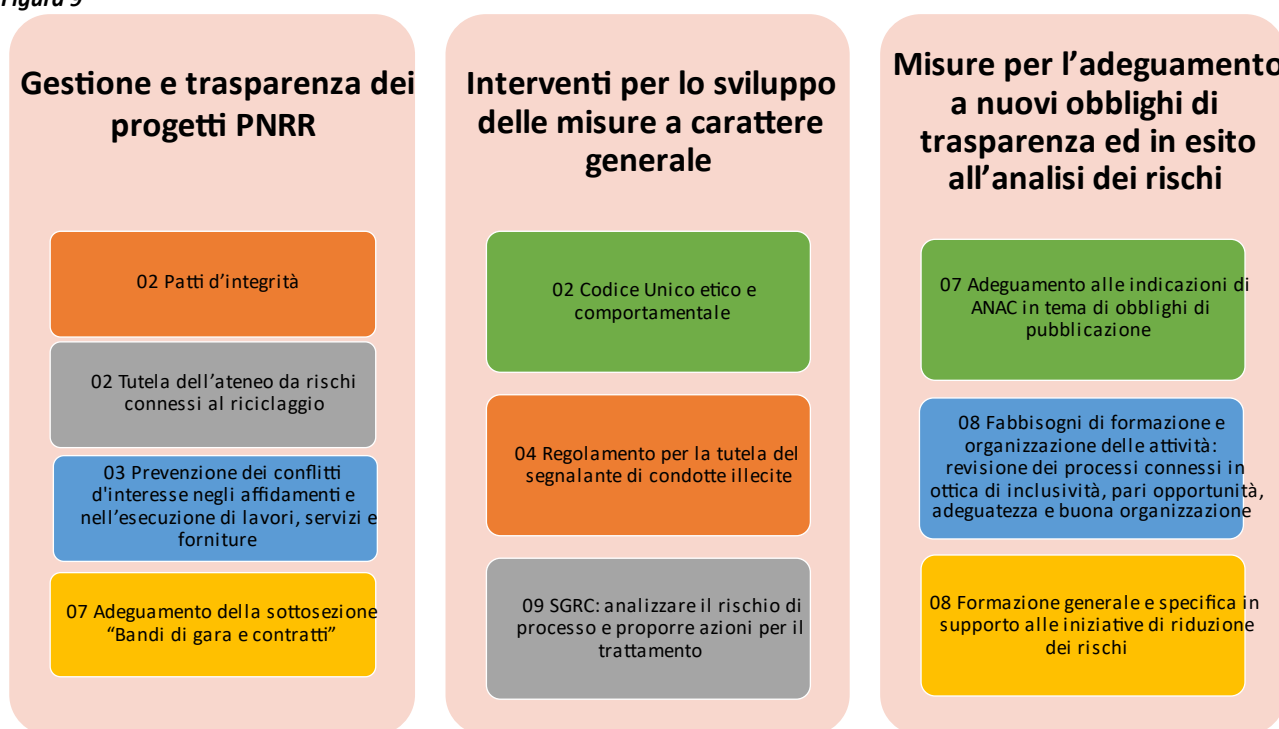 Figura 9
Gestione e trasparenza dei
progetti PNRR
02 Patti d’integrità
02 Tutela dell’ateneo da rischi
connessi al riciclaggio
03 Prevenzione dei conflitti
d'interesse negli affidamenti e
nell’esecuzione di lavori, servizi e
forniture
07 Adeguamento della sottosezione
“Bandi di gara e contratti”
Interventi per lo sviluppo
delle misure a carattere
generale
02 Codice Unico etico e
comportamentale
04 Regolamento per la tutela del
segnalante di condotte illecite
09 SGRC: analizzare il rischio di
processo e proporre azioni per il
trattamento
Misure per l’adeguamento
a nuovi obblighi di
trasparenza ed in esito
all’analisi dei rischi
07 Adeguamento alle indicazioni di
ANAC in tema di obblighi di
pubblicazione
08 Fabbisogni di formazione e
organizzazione delle attività:
revisione dei processi connessi in
ottica di inclusività, pari opportunità,
adeguatezza e buona organizzazione
08 Formazione generale e specifica in
supporto alle iniziative di riduzione
dei rischi